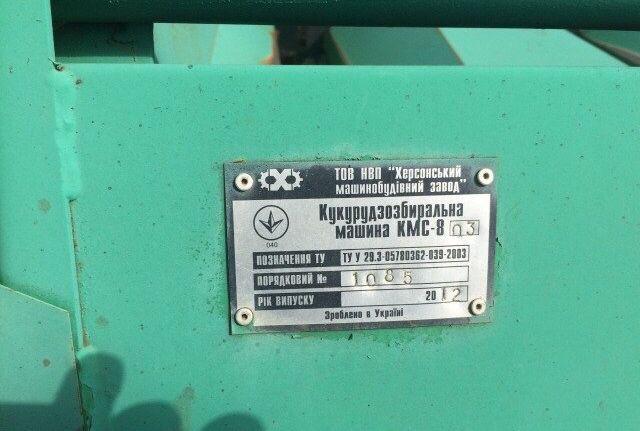 ТОВ НВП "Херсонський
машинобудівний завод"
Кукурудзозбиральна
машина КМС-8 03
040
ПОЗНАЧЕННЯ ТУ ТУ У 29.3-05780362-039-2003
ПОРЯДКОВИЙ № 1085
РІК ВИПУСКУ 2012
Зроблено в Україні